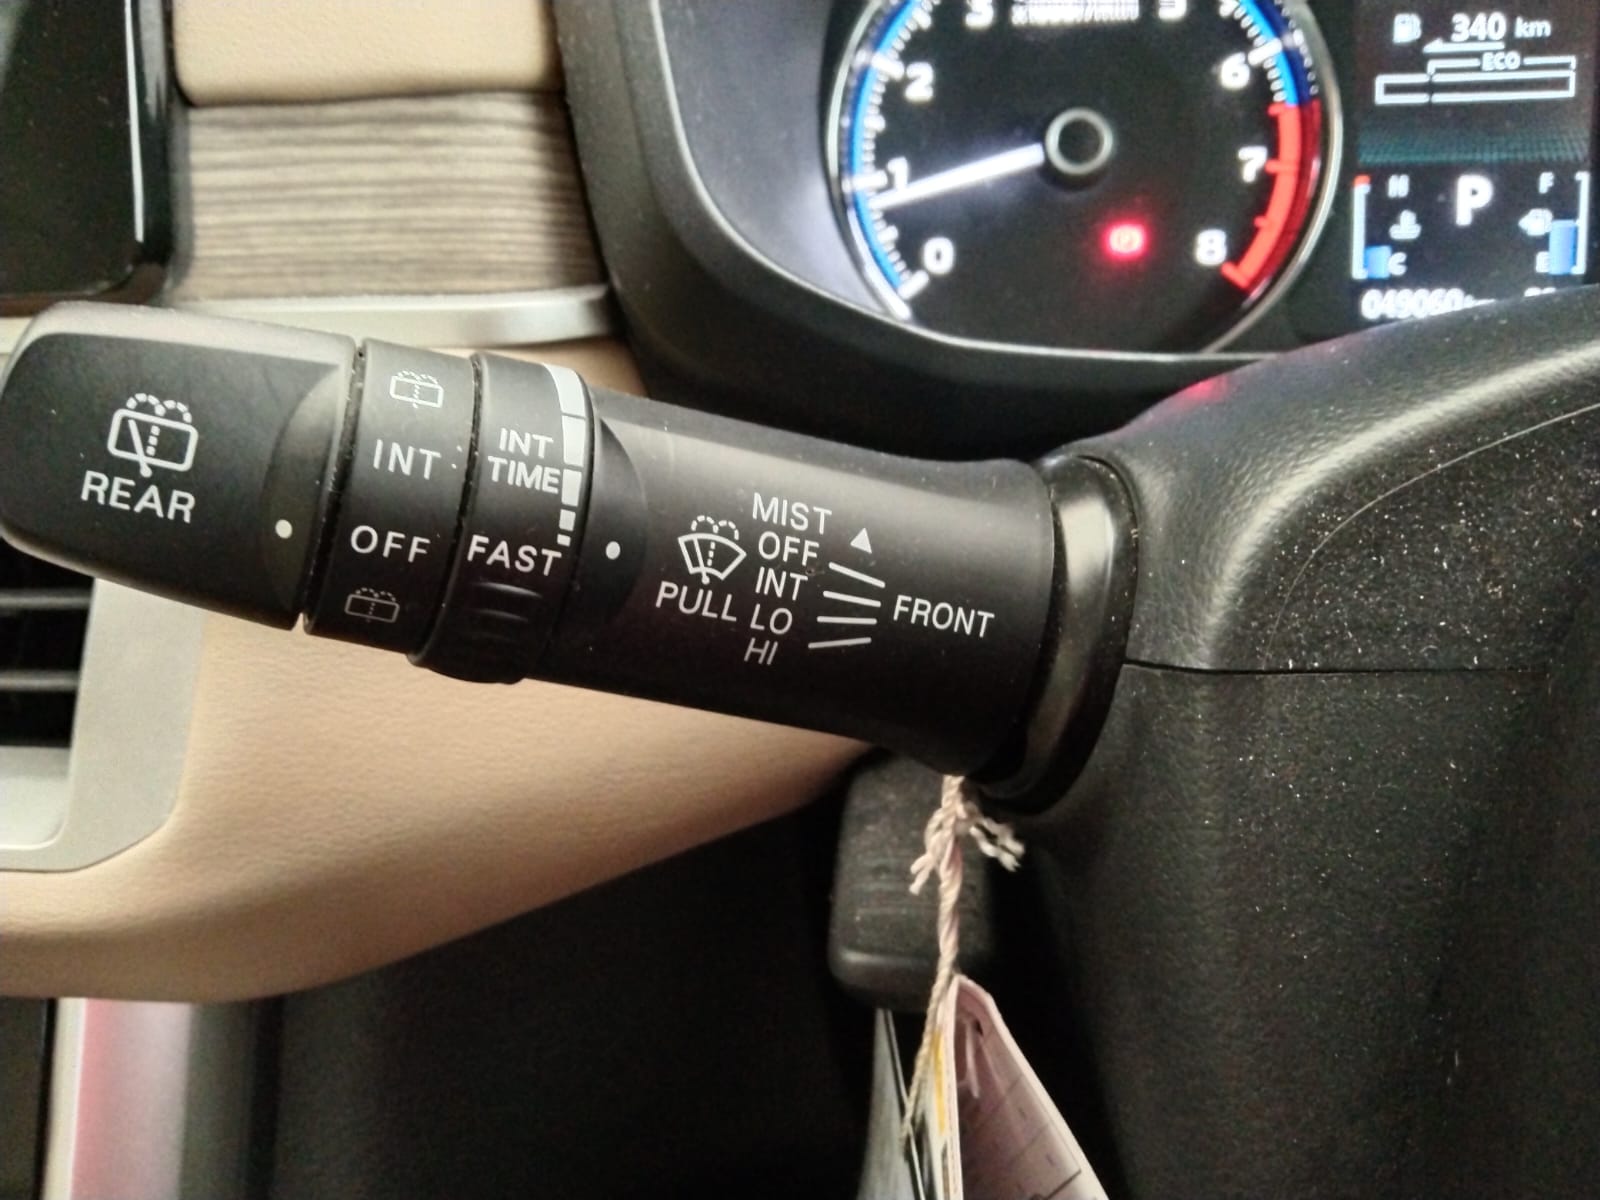 340 km
ECO
2
6
1
7
0
8
H
P
F
C
E
049060
REAR
INT
OFF
INT
TIME
FAST
MIST
OFF
INT
PULL LO
HI
FRONT